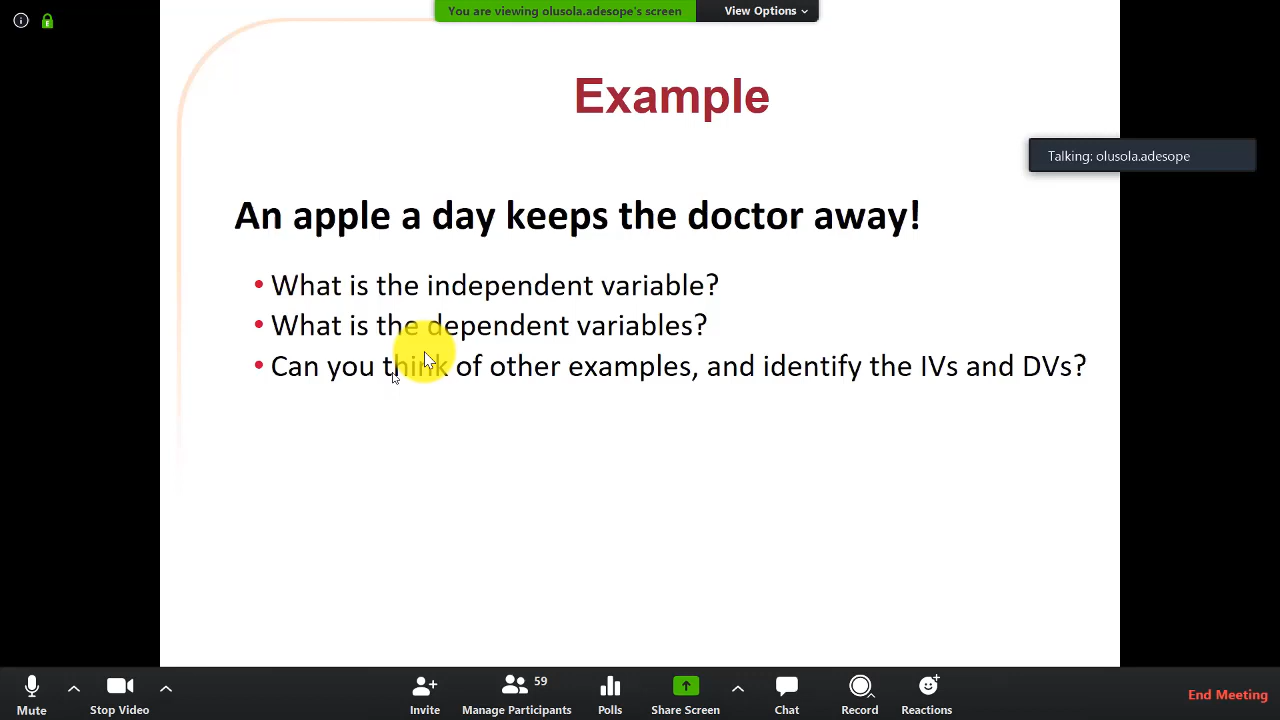 You are viewing olusola.adesope's screen
View Options
Example
Talking: olusola.adesope
An apple a day keeps the doctor away!
• What is the independent variable?
• What is the dependent variables?
• Can you think of other examples, and identify the IVs and DVs?
59
Mute
Stop Video
Invite
Manage Participants
Polls
Share Screen
Chat
Record
Reactions
End Meeting